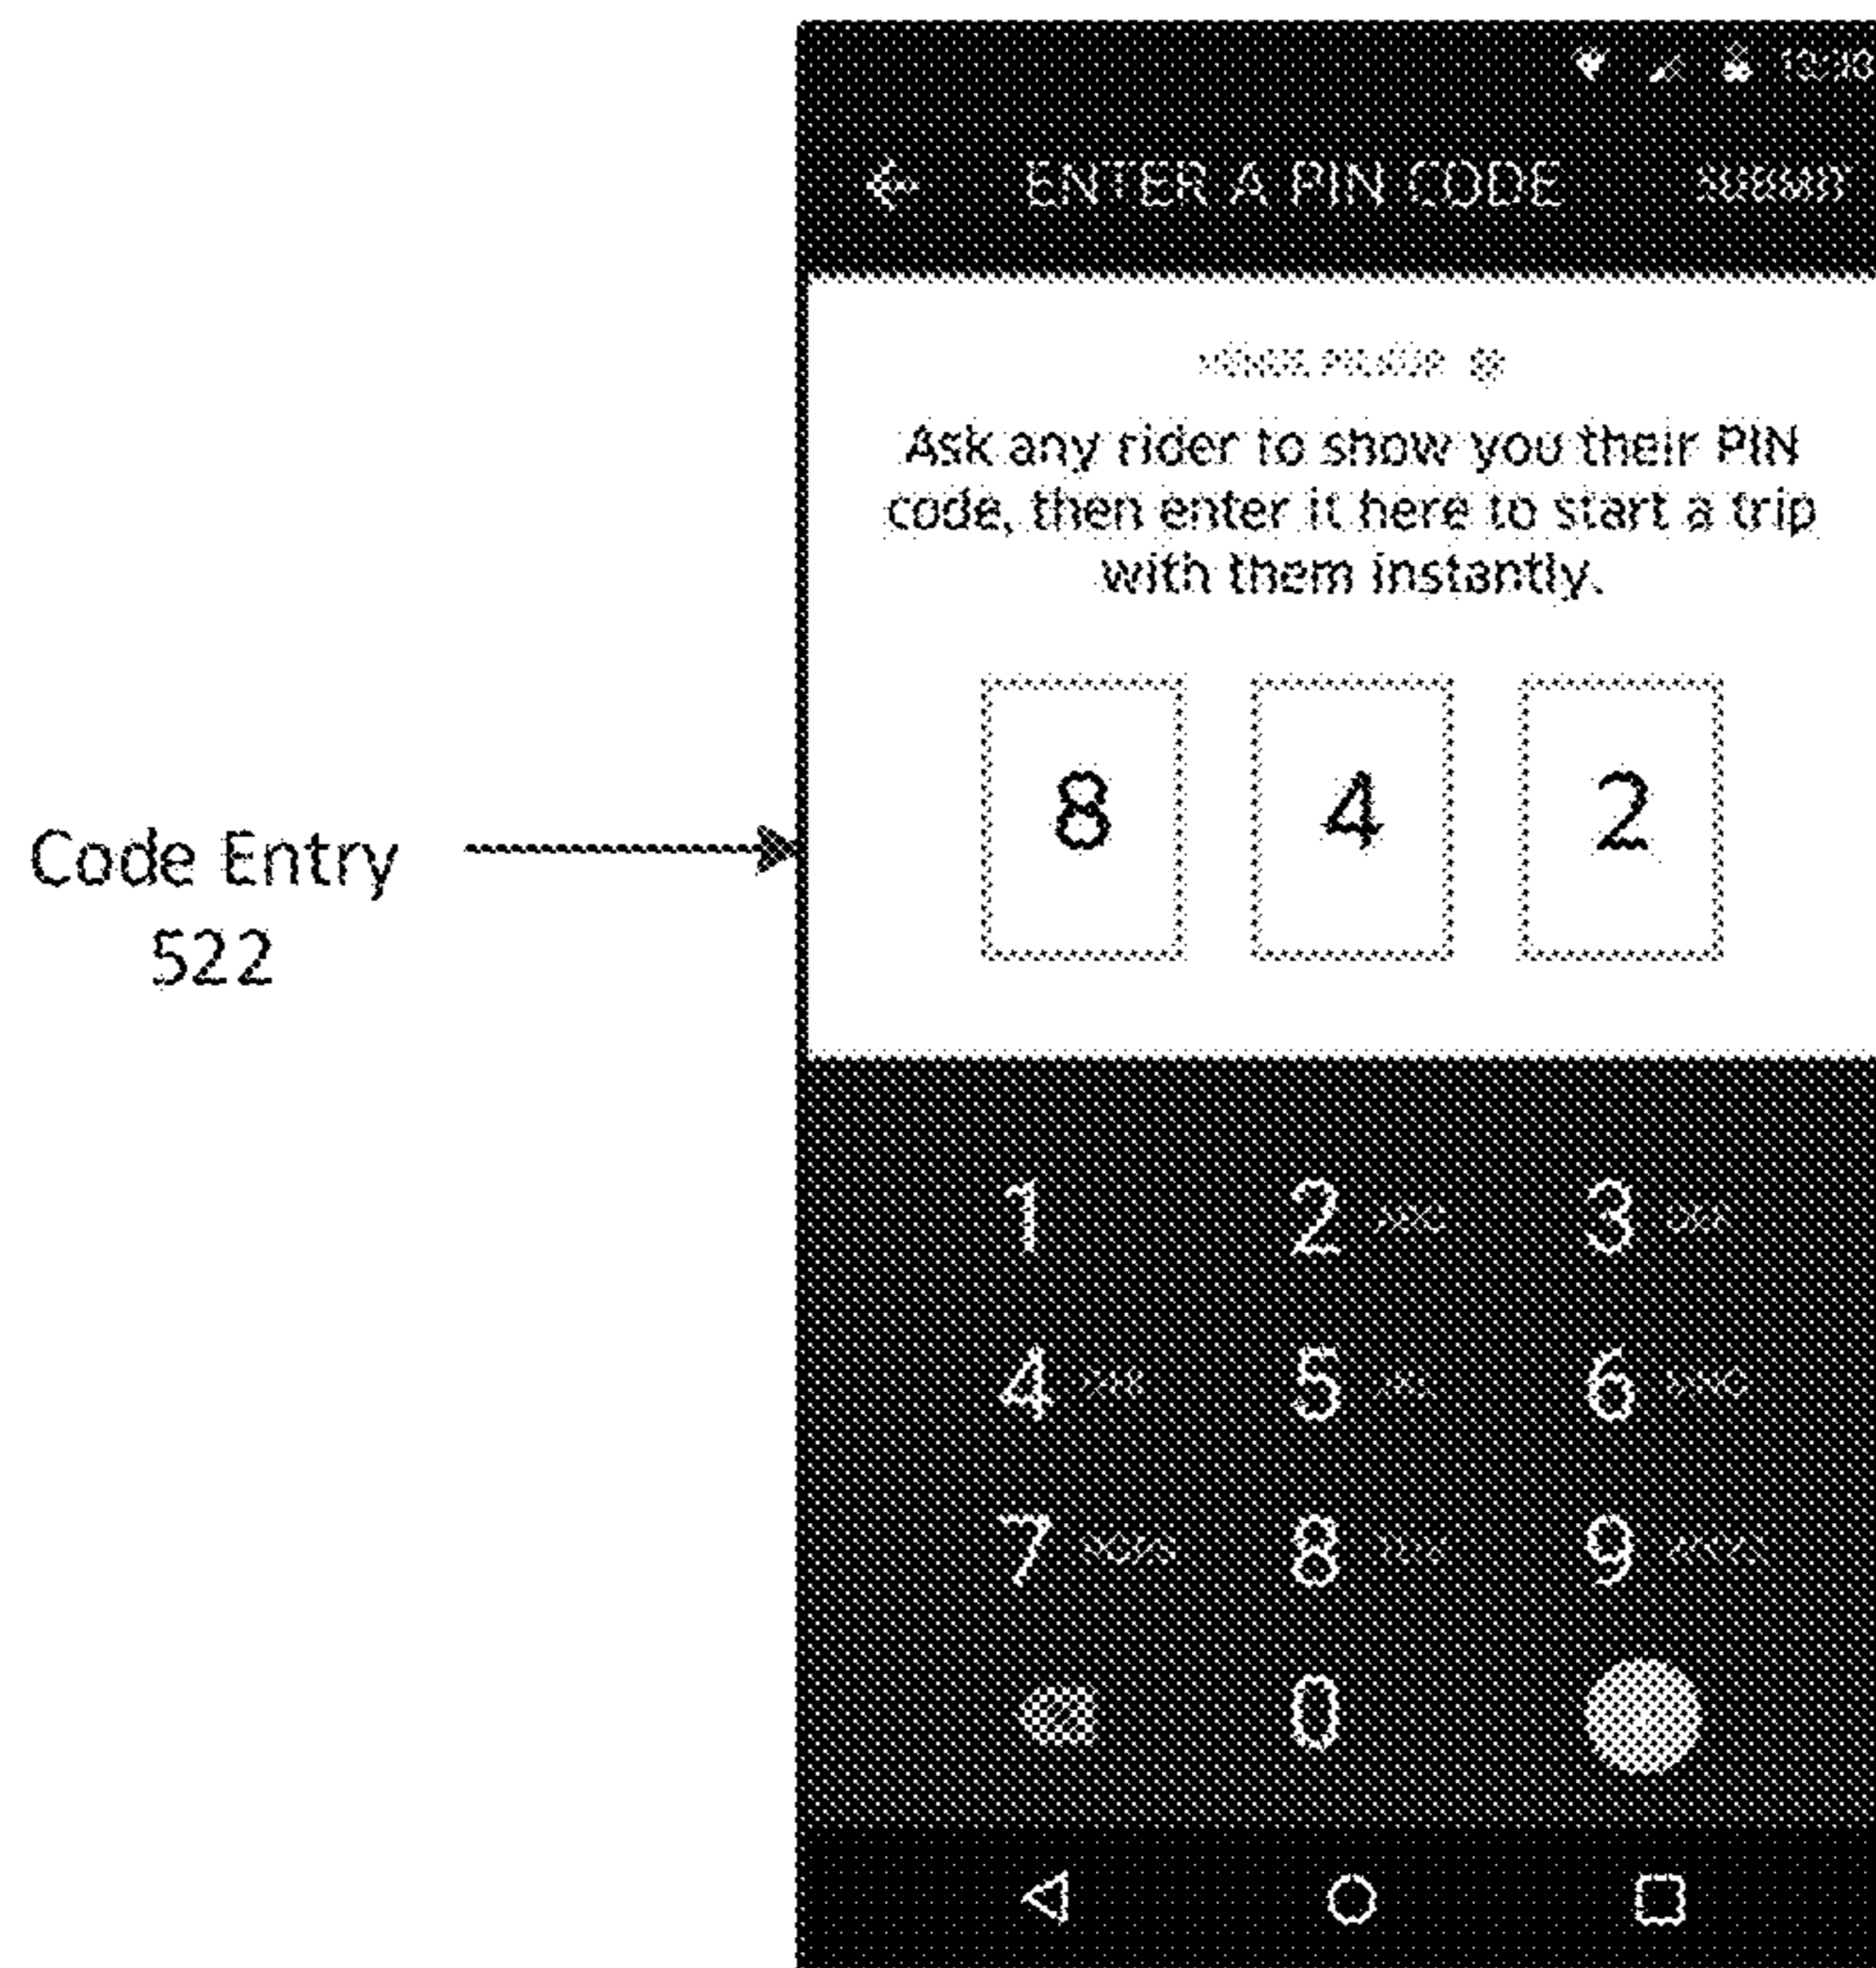 ENTER A PIN CODE SUBMIT
Ask any rider to show you their PIN
code, then enter it here to start a trip
with them instantly.
8 4 2
Code Entry
522
1 2 ABC 3
4 5 6
7 8 9
0